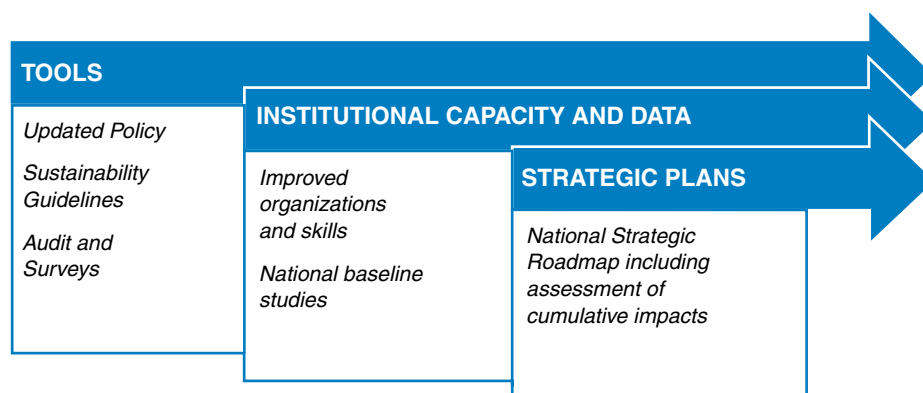 TOOLS
Updated Policy
Sustainability
Guidelines
Audit and
Surveys
INSTITUTIONAL CAPACITY AND DATA
Improved
organizations
and skills
National baseline
studies
STRATEGIC PLANS
National Strategic
Roadmap including
assessment of
cumulative impacts